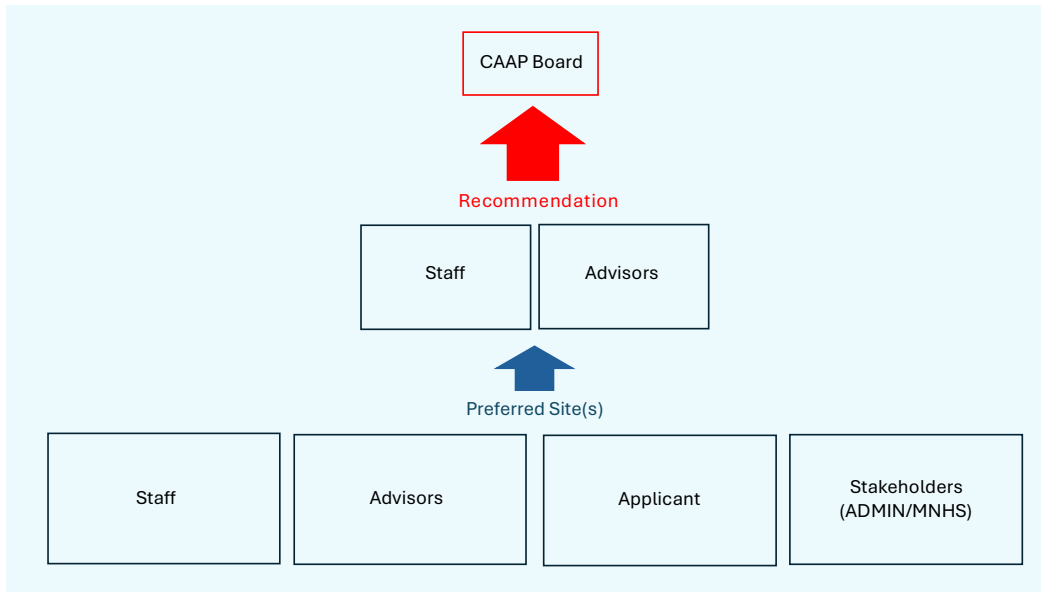 CAAP Board
Recommendation
Staff
Advisors
Preferred Site(s)
Staff
Advisors
Applicant
Stakeholders
(ADMIN/MNHS)